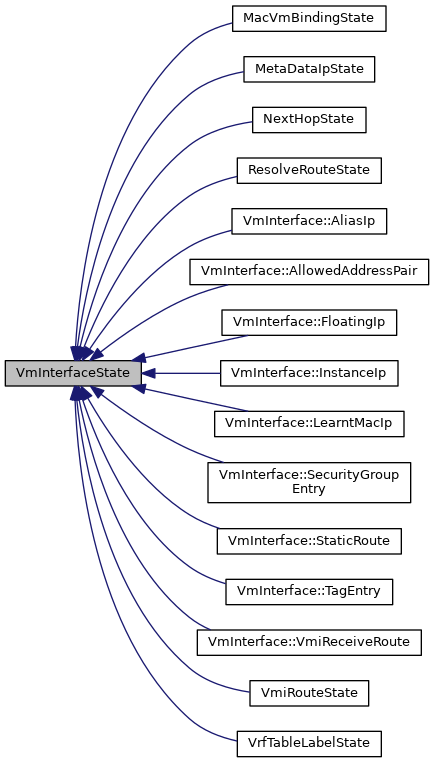 MacVmBindingState
MetaDataIpState
NextHopState
ResolveRouteState
VmInterface::AliasIp
VmInterface::AllowedAddressPair
VmInterface::FloatingIp
VmInterfaceState
VmInterface::InstanceIp
VmInterface::LearntMacIp
VmInterface::SecurityGroup
Entry
VmInterface::StaticRoute
VmInterface::TagEntry
VmInterface::VmiReceiveRoute
VmiRouteState
VrfTableLabelState